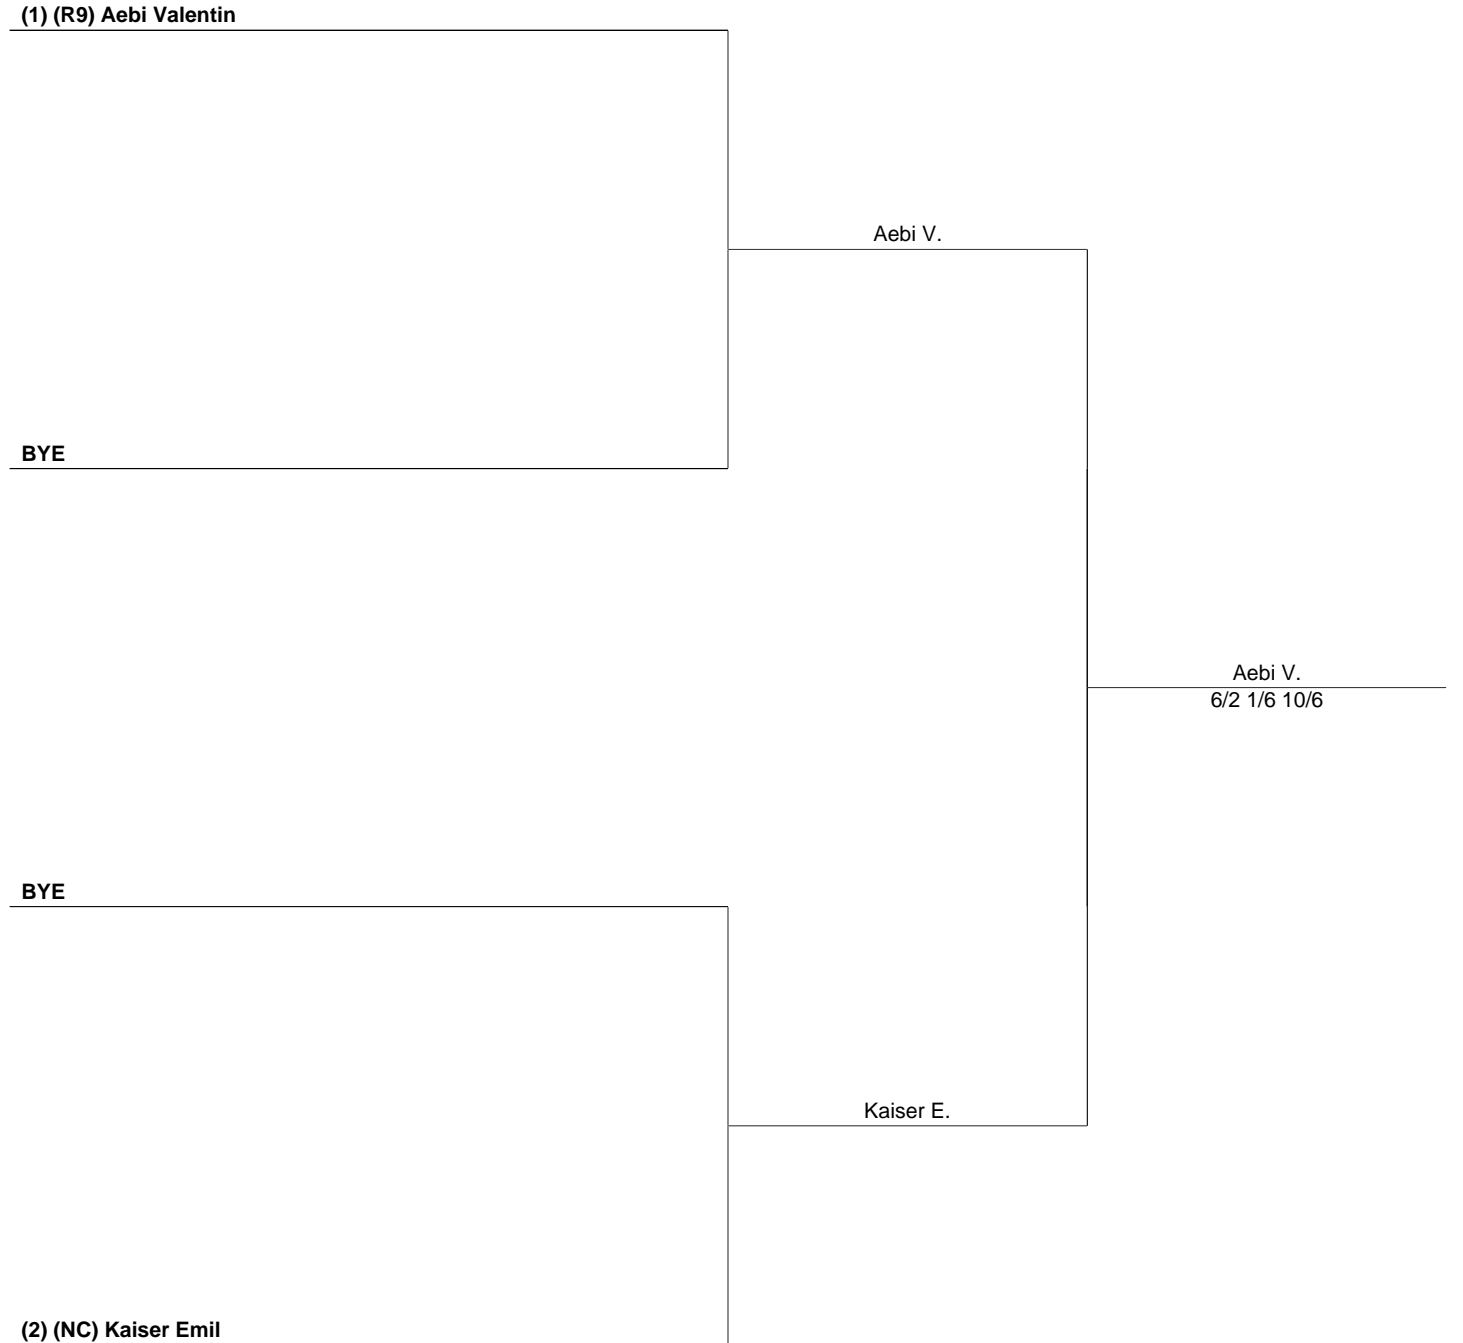 (1) (R9) Aebi Valentin
Aebi V.
BYE
Aebi V.
6/2 1/6 10/6
BYE
Kaiser E.
(2) (NC) Kaiser Emil